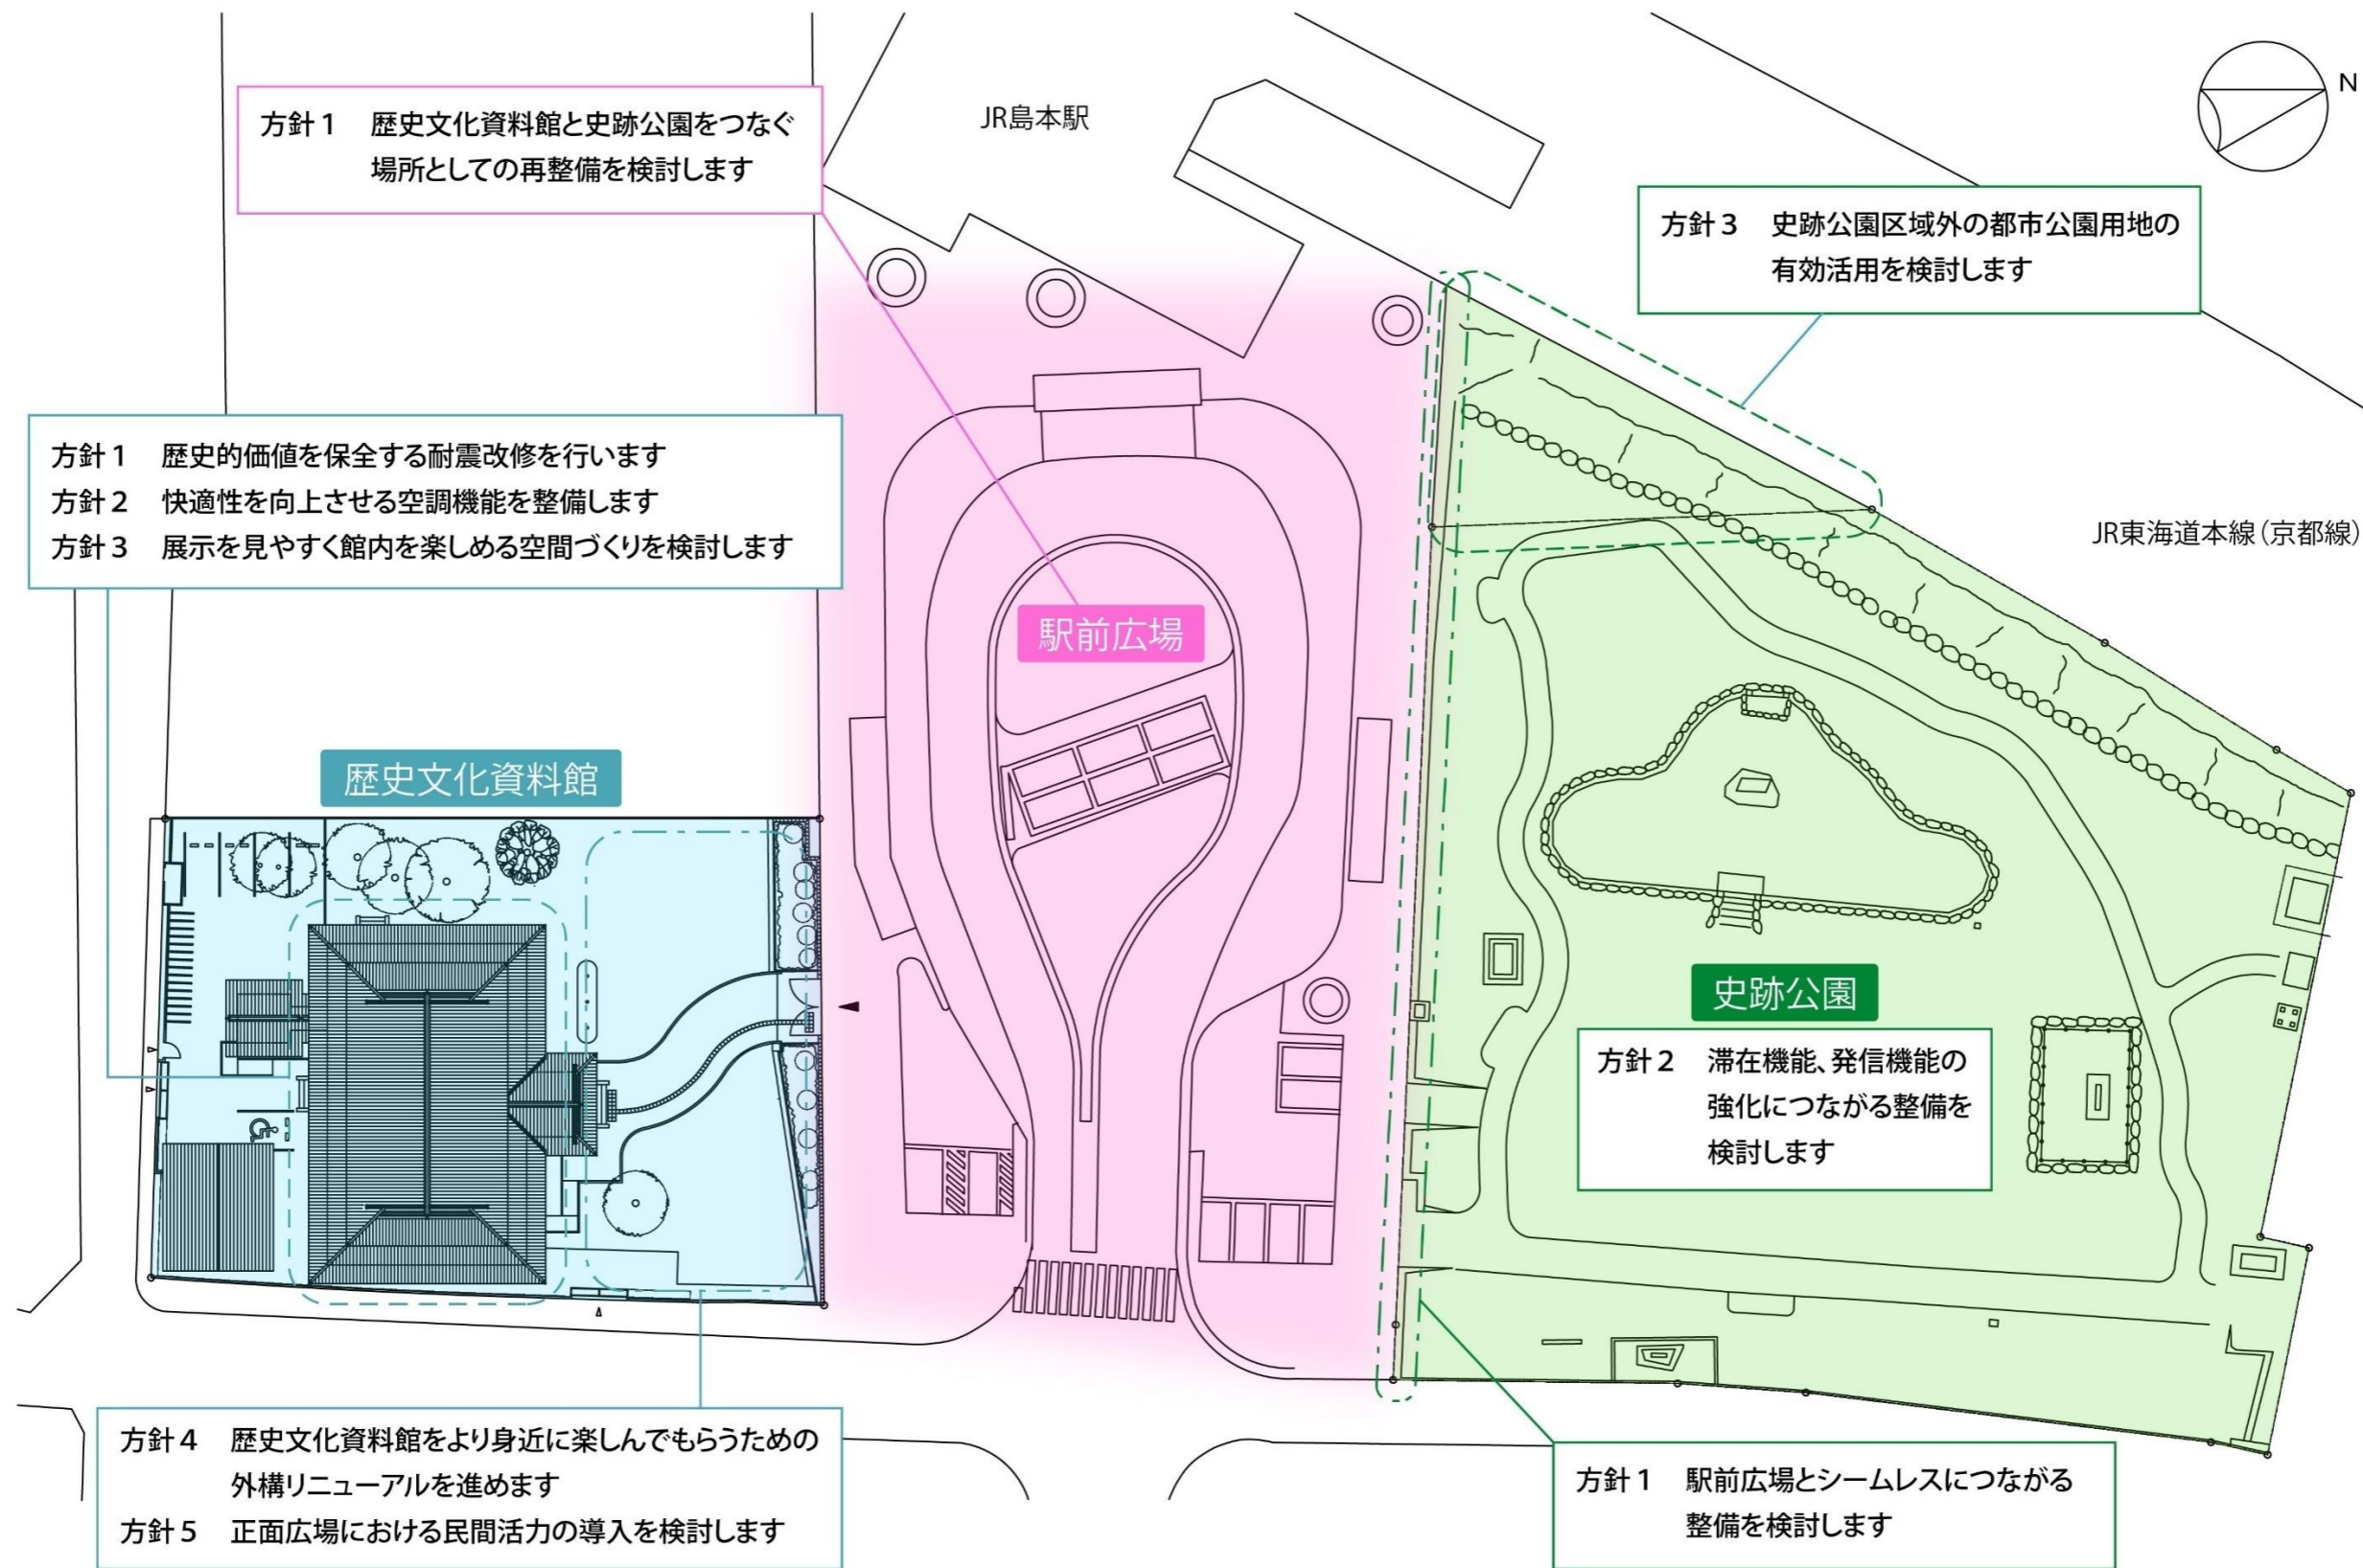 N
JR島本駅
方針1 歴史文化資料館と史跡公園をつなぐ
場所としての再整備を検討します
方針3 史跡公園区域外の都市公園用地の
有効活用を検討します
方針1 歴史的価値を保全する耐震改修を行います
方針2 快適性を向上させる空調機能を整備します
方針3 展示を見やすく館内を楽しめる空間づくりを検討します
JR東海道本線(京都線)
駅前広場
歴史文化資料館
史跡公園
方針2 滞在機能、発信機能の
強化につながる整備を
検討します
方針4 歴史文化資料館をより身近に楽しんでもらうための
外構リニューアルを進めます
方針5 正面広場における民間活力の導入を検討します
方針1 駅前広場とシームレスにつながる
整備を検討します